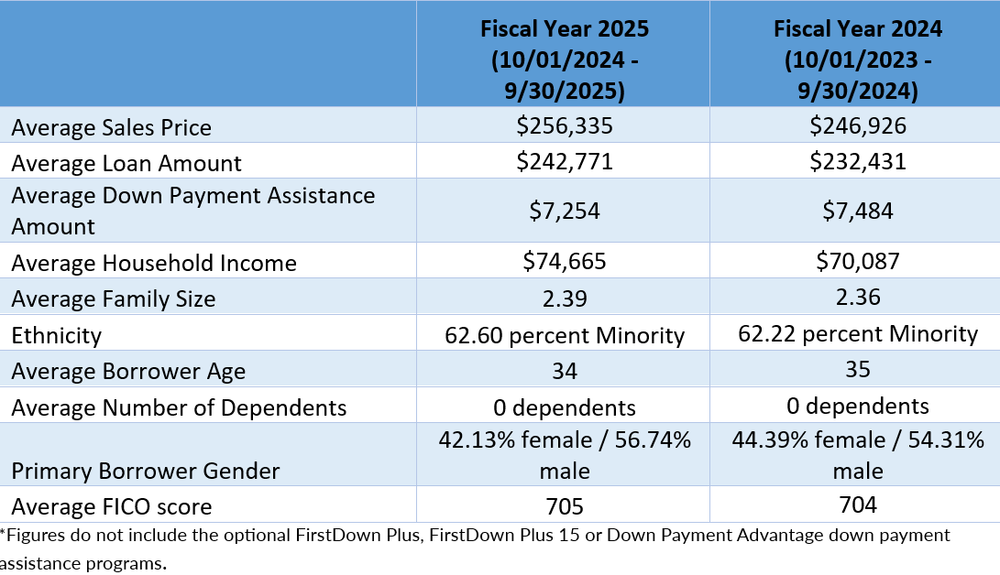 Fiscal Year 2025 Fiscal Year 2024
(10/01/2024 - (10/01/2023 -
9/30/2025) 9/30/2024)
Average Sales Price $256,335 $246,926
Average Loan Amount $242,771 $232,431
Average Down Payment Assistance
Amount $7,254 $7,484
Average Household Income $74,665 $70,087
Average Family Size 2.39 2.36
Ethnicity 62.60 percent Minority 62.22 percent Minority
Average Borrower Age 34 35
Average Number of Dependents 0 dependents 0 dependents
42.13% female / 56.74% 44.39% female / 54.31%
Primary Borrower Gender male male
Average FICO score 705 704
*Figures do not include the optional FirstDown Plus, FirstDown Plus 15 or Down Payment Advantage down payment
assistance programs.